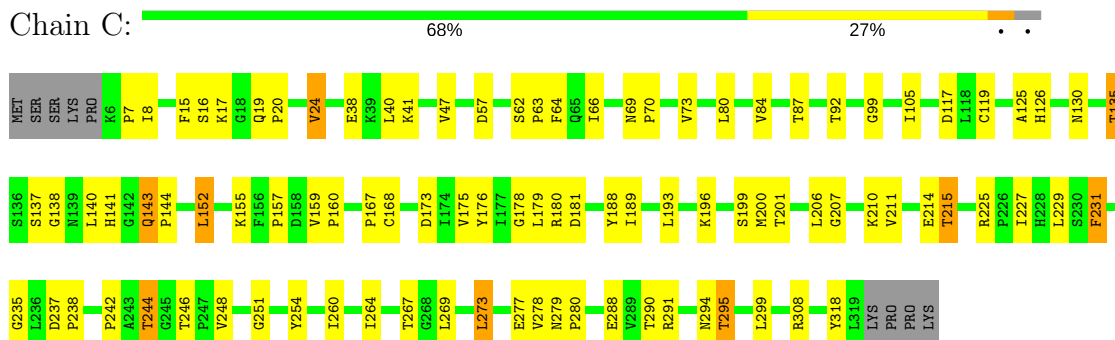 Chain C:
68% 27% • •
MET SER SER LYS PRO K6 P7 I8 F15 S16 K17 G18 Q19 P20 V24 E38 K39 L40 K41 V47 D57 S62 P63 F64 Q65 I66 N69 P70 V73 L80 V84 T87 T92 G99 I105 D117 L118 C119 A125 H126 N130 T135
S136 S137 G138 N139 L140 H141 G142 Q143 P144 L152 K155 F156 P157 D158 V159 P160 P167 C168 D173 I174 V175 Y176 I177 G178 L179 R180 D181 Y188 I189 L193 K196 S199 M200 T201 L206 G207 K210 V211 E214 T215 R225 P226 I227 H228 L229 S230 F231
G235 L236 D237 P238 P242 A243 T244 G245 T246 P247 V248 G251 Y254 I260 I264 T267 G268 L269 L273 E277 V278 N279 P280 E288 V289 T290 R291 N294 T295 L299 R308 Y318 L319 LYS PRO PRO LYS